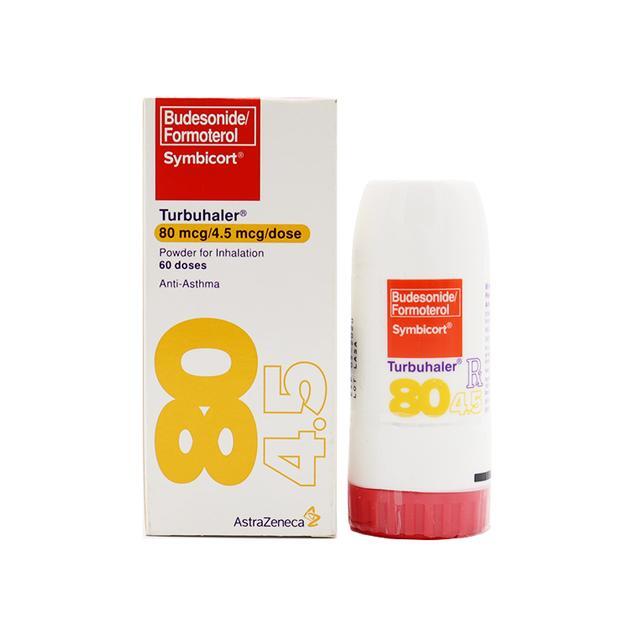 Budesonide/
Formoterol
Symbicort®
Turbuhaler®
80 mcg/4.5 mcg/dose
Powder for Inhalation
60 doses
Anti-Asthma
80
4.5
AstraZeneca
Budesonide/
Formoterol
Symbicort®
Turbuhaler®
R
80 4.5